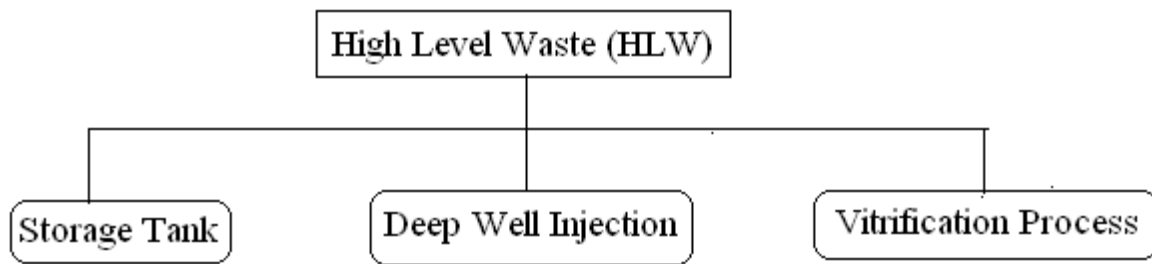 High Level Waste (HLW)
Storage Tank
Deep Well Injection
Vitrification Process